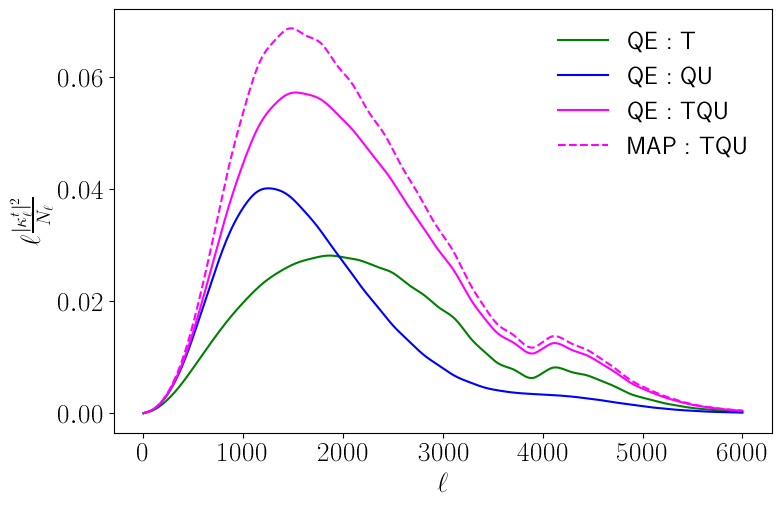 QE : T
QE : QU
QE : TQU
MAP : TQU
0.06
0.04
0.02
0.00
ℓ |κ_ℓ^t|² / N_ℓ
0 1000 2000 3000 4000 5000 6000
ℓ